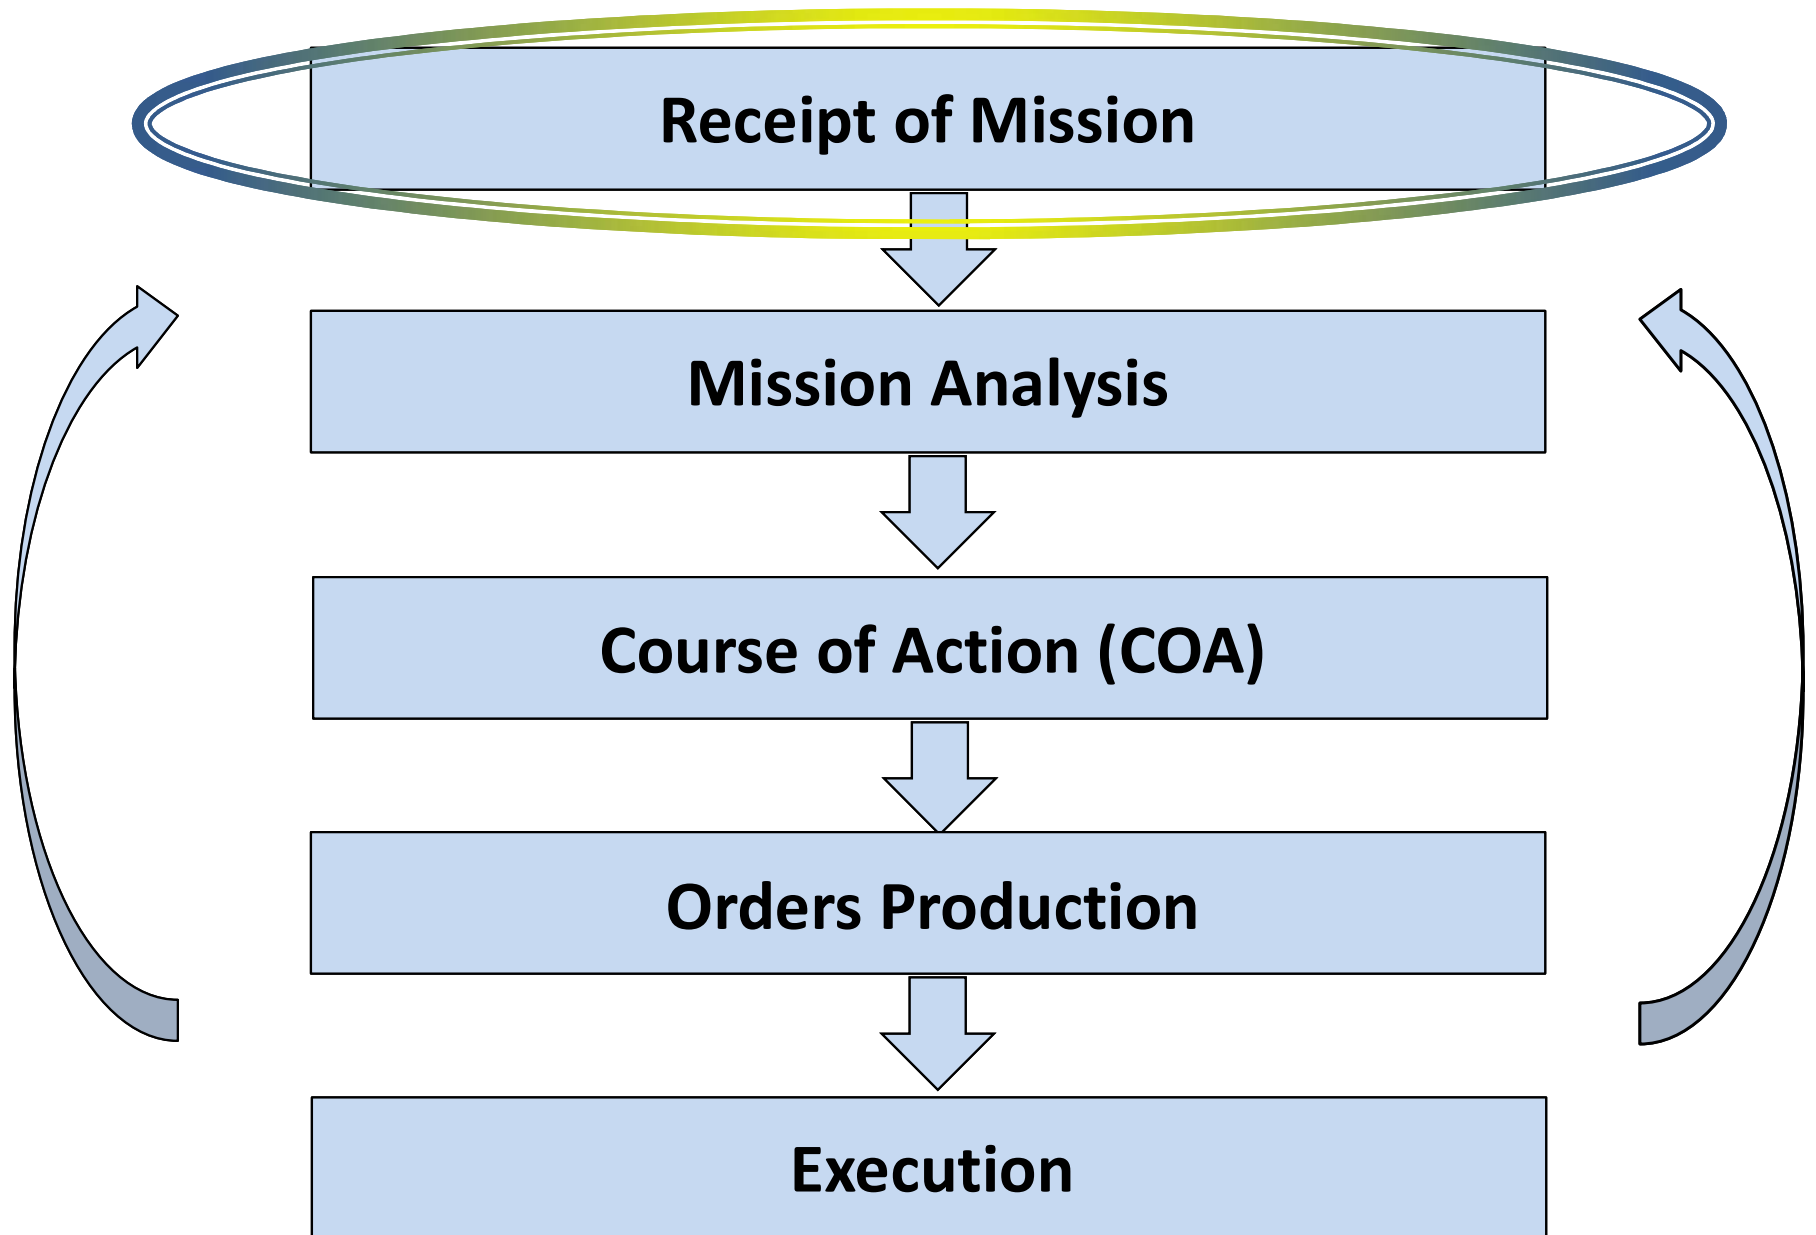 Receipt of Mission
Mission Analysis
Course of Action (COA)
Orders Production
Execution